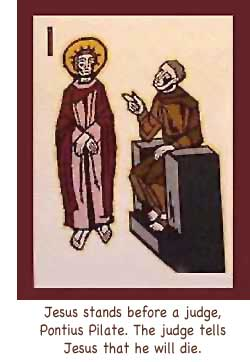 I
Jesus stands before a judge,
Pontius Pilate. The judge tells
Jesus that he will die.